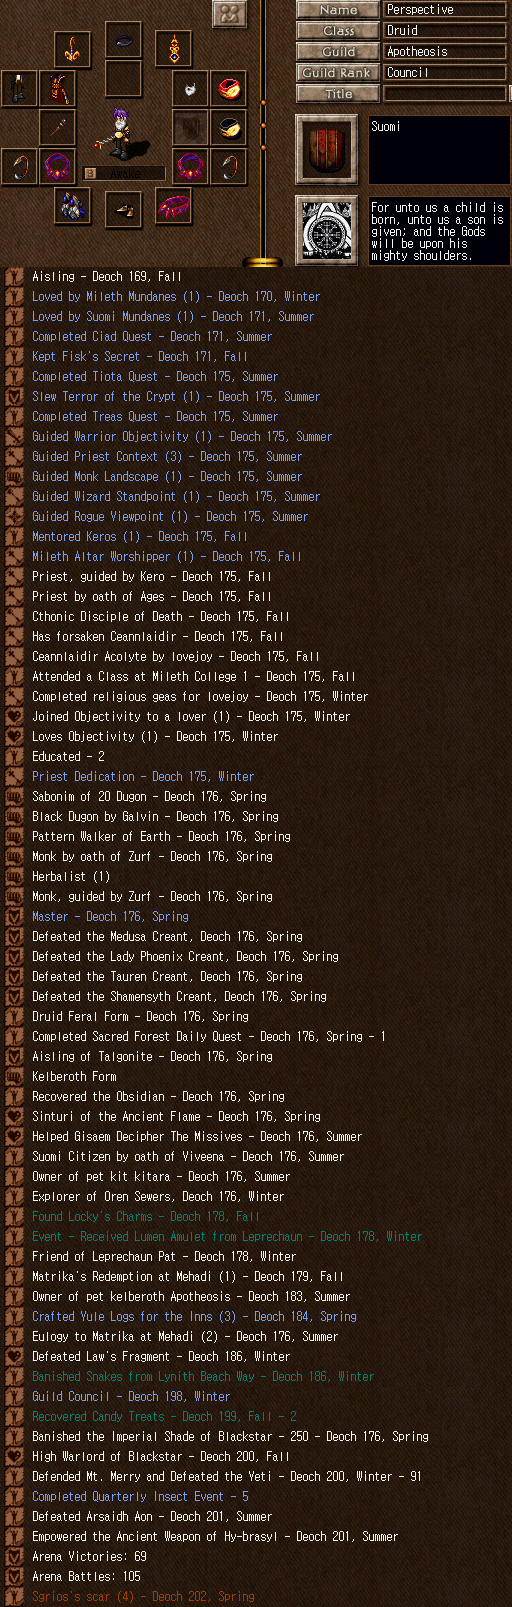 Name Perspective
Class Druid
Guild Apotheosis
Guild Rank Council
Title
Suomi
B Awake
For unto us a child is
born, unto us a son is
given; and the Gods
will be upon his
mighty shoulders.
Aisling - Deoch 169, Fall
Loved by Mileth Mundanes (1) - Deoch 170, Winter
Loved by Suomi Mundanes (1) - Deoch 171, Summer
Completed Ciad Quest - Deoch 171, Summer
Kept Fisk's Secret - Deoch 171, Fall
Completed Tiota Quest - Deoch 175, Summer
Slew Terror of the Crypt (1) - Deoch 175, Summer
Completed Treas Quest - Deoch 175, Summer
Guided Warrior Objectivity (1) - Deoch 175, Summer
Guided Priest Context (3) - Deoch 175, Summer
Guided Monk Landscape (1) - Deoch 175, Summer
Guided Wizard Standpoint (1) - Deoch 175, Summer
Guided Rogue Viewpoint (1) - Deoch 175, Summer
Mentored Keros (1) - Deoch 175, Fall
Mileth Altar Worshipper (1) - Deoch 175, Fall
Priest, guided by Kero - Deoch 175, Fall
Priest by oath of Ages - Deoch 175, Fall
Cthonic Disciple of Death - Deoch 175, Fall
Has forsaken Ceannlaidir - Deoch 175, Fall
Ceannlaidir Acolyte by lovejoy - Deoch 175, Fall
Attended a Class at Mileth College 1 - Deoch 175, Fall
Completed religious geas for lovejoy - Deoch 175, Winter
Joined Objectivity to a lover (1) - Deoch 175, Winter
Loves Objectivity (1) - Deoch 175, Winter
Educated - 2
Priest Dedication - Deoch 175, Winter
Sabonim of 20 Dugon - Deoch 176, Spring
Black Dugon by Galvin - Deoch 176, Spring
Pattern Walker of Earth - Deoch 176, Spring
Monk by oath of Zurf - Deoch 176, Spring
Herbalist (1)
Monk, guided by Zurf - Deoch 176, Spring
Master - Deoch 176, Spring
Defeated the Medusa Creant, Deoch 176, Spring
Defeated the Lady Phoenix Creant, Deoch 176, Spring
Defeated the Tauren Creant, Deoch 176, Spring
Defeated the Shamensyth Creant, Deoch 176, Spring
Druid Feral Form - Deoch 176, Spring
Completed Sacred Forest Daily Quest - Deoch 176, Spring - 1
Aisling of Talgonite - Deoch 176, Spring
Kelberoth Form
Recovered the Obsidian - Deoch 176, Spring
Sinturi of the Ancient Flame - Deoch 176, Spring
Helped Gisaem Decipher The Missives - Deoch 176, Summer
Suomi Citizen by oath of Viveena - Deoch 176, Summer
Owner of pet kit kitara - Deoch 176, Summer
Explorer of Oren Sewers, Deoch 176, Winter
Found Locky's Charms - Deoch 178, Fall
Event - Received Lumen Amulet from Leprechaun - Deoch 178, Winter
Friend of Leprechaun Pat - Deoch 178, Winter
Matrika's Redemption at Mehadi (1) - Deoch 179, Fall
Owner of pet kelberoth Apotheosis - Deoch 183, Summer
Crafted Yule Logs for the Inns (3) - Deoch 184, Spring
Eulogy to Matrika at Mehadi (2) - Deoch 176, Summer
Defeated Law's Fragment - Deoch 186, Winter
Banished Snakes from Lynith Beach Way - Deoch 186, Winter
Guild Council - Deoch 198, Winter
Recovered Candy Treats - Deoch 199, Fall - 2
Banished the Imperial Shade of Blackstar - 250 - Deoch 176, Spring
High Warlord of Blackstar - Deoch 200, Fall
Defended Mt. Merry and Defeated the Yeti - Deoch 200, Winter - 91
Completed Quarterly Insect Event - 5
Defeated Arsaidh Aon - Deoch 201, Summer
Empowered the Ancient Weapon of Hy-brasyl - Deoch 201, Summer
Arena Victories: 69
Arena Battles: 105
Sgrios's scar (4) - Deoch 202, Spring